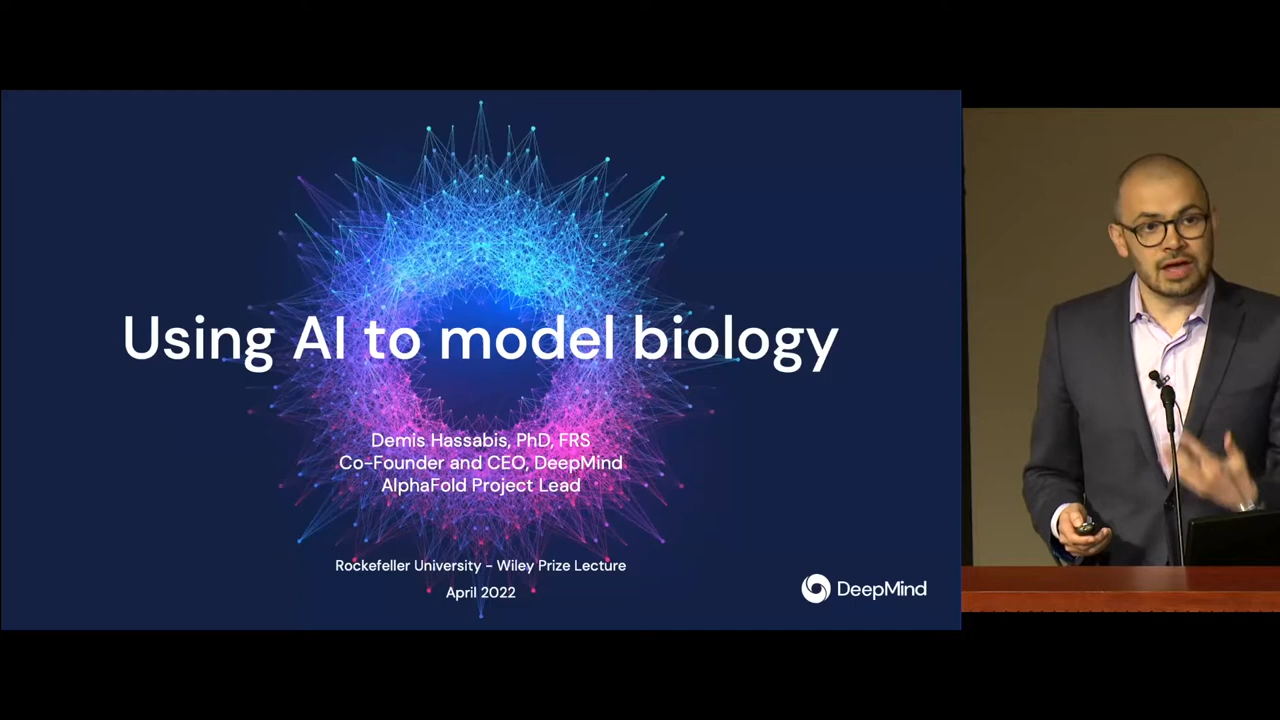 Using AI to model biology
Demis Hassabis, PhD, FRS
Co-Founder and CEO, DeepMind
AlphaFold Project Lead
Rockefeller University - Wiley Prize Lecture
April 2022
DeepMind